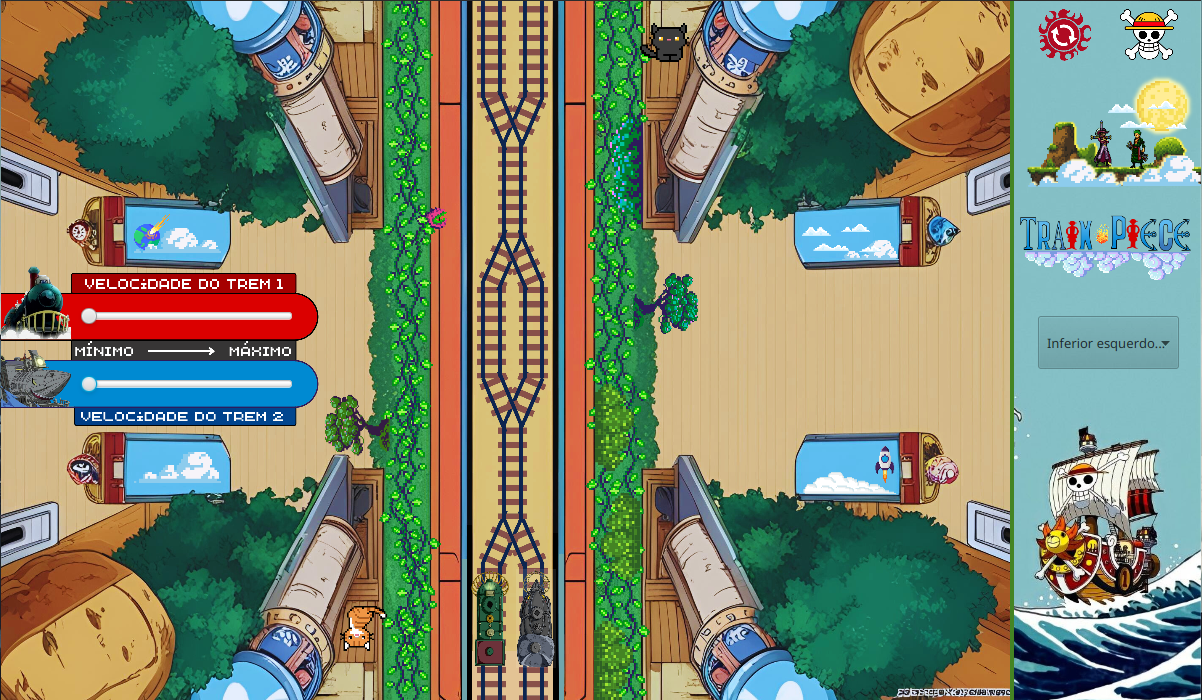 TRAIN PIECE
VELOCIDADE DO TREM 1
MÍNIMO MÁXIMO
VELOCIDADE DO TREM 2
Inferior esquerdo...